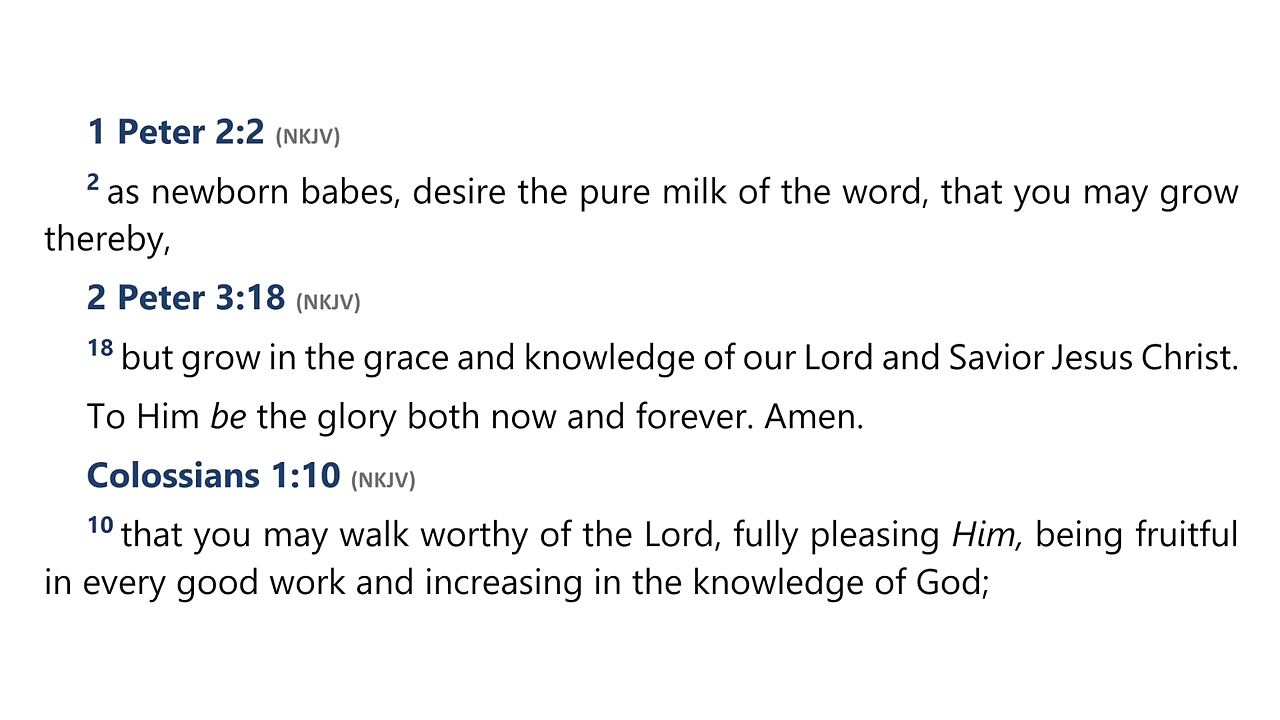 1 Peter 2:2 (NKJV)
2 as newborn babes, desire the pure milk of the word, that you may grow
thereby,
2 Peter 3:18 (NKJV)
18 but grow in the grace and knowledge of our Lord and Savior Jesus Christ.
To Him be the glory both now and forever. Amen.
Colossians 1:10 (NKJV)
10 that you may walk worthy of the Lord, fully pleasing Him, being fruitful
in every good work and increasing in the knowledge of God;